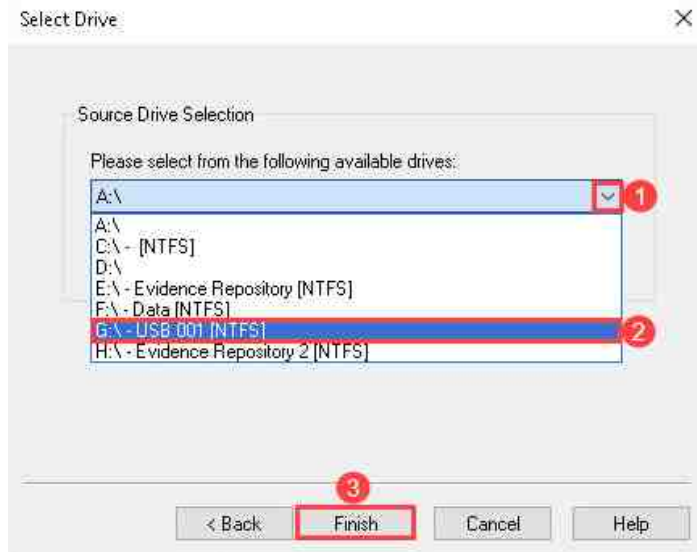 Select Drive
Source Drive Selection
Please select from the following available drives:
A:\
1
A:\
C:\ - [NTFS]
D:\
E:\ - Evidence Repository [NTFS]
F:\ - Data [NTFS]
G:\ - USB 001 [NTFS]
2
H:\ - Evidence Repository 2 [NTFS]
3
< Back Finish Cancel Help